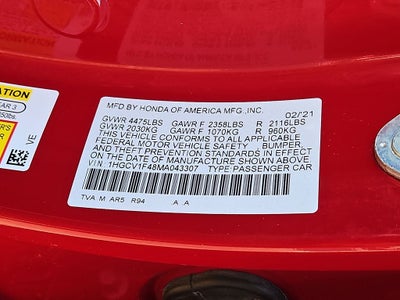 MFD.BY HONDA OF AMERICA MFG.,INC.
02/'21
GVWR 4475LBS GAWR F 2358LBS R 2116LBS
GVWR 2030KG GAWR F 1070KG R 960KG
THIS VEHICLE CONFORMS TO ALL APPLICABLE
FEDERAL MOTOR VEHICLE SAFETY , BUMPER,
AND THEFT PREVENTION STANDARDS IN EFFECT
ON THE DATE OF MANUFACTURE SHOWN ABOVE.
VIN: 1HGCV1F48MA043307 TYPE:PASSENGER CAR
TVA M AR5 R94 .A .A
VE